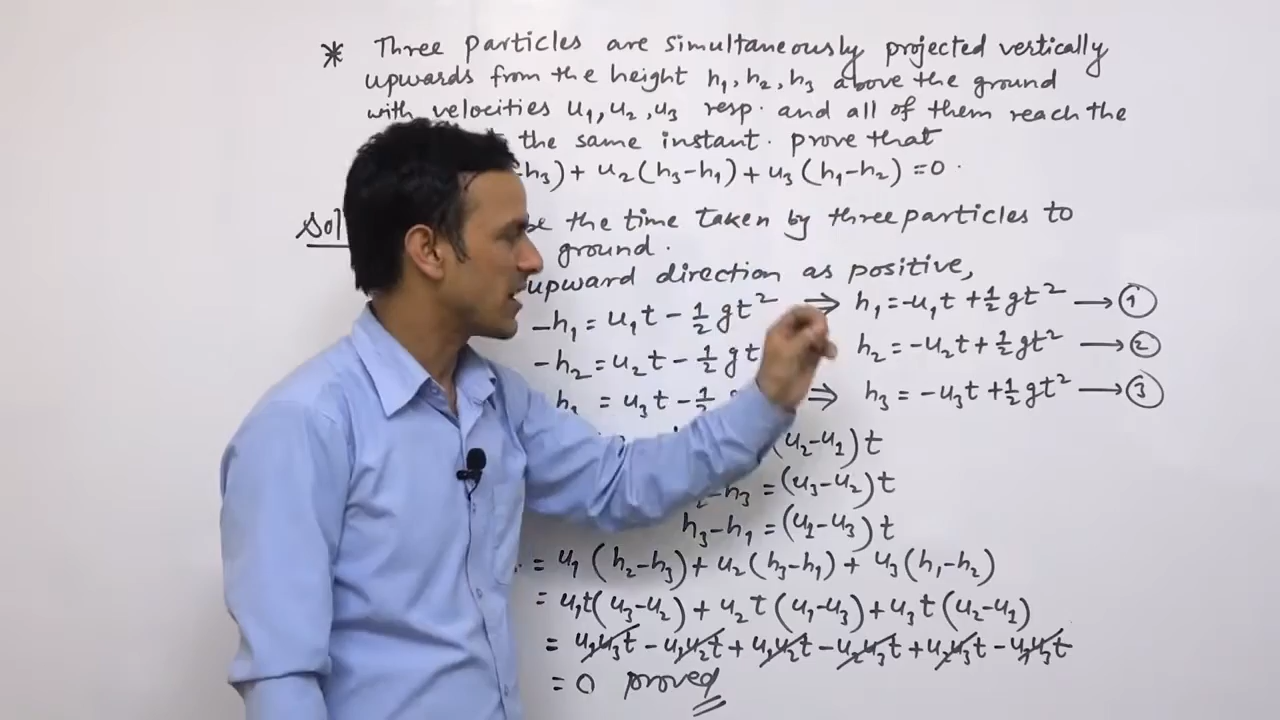 * Three particles are simultaneously projected vertically
upwards from the height h₁, h₂, h₃ above the ground
with velocities u₁, u₂, u₃ resp. and all of them reach the
the same instant. prove that
h₃) + u₂(h₃-h₁) + u₃(h₁-h₂) = 0.
Sol the time taken by three particles to
ground.
upward direction as positive,
-h₁ = u₁t - ½gt² ⇒ h₁ = -u₁t + ½gt² → ①
-h₂ = u₂t - ½gt h₂ = -u₂t + ½gt² → ②
= u₃t - ½ ⇒ h₃ = -u₃t + ½gt² → ③
(u₂-u₁)t
-h₃ = (u₃-u₂)t
h₃-h₁ = (u₁-u₃)t
= u₁(h₂-h₃) + u₂(h₃-h₁) + u₃(h₁-h₂)
= u₁t(u₃-u₂) + u₂t(u₁-u₃) + u₃t(u₂-u₁)
= u₁u₃t - u₁u₂t + u₁u₂t - u₂u₃t + u₂u₃t - u₁u₃t
= 0 proved